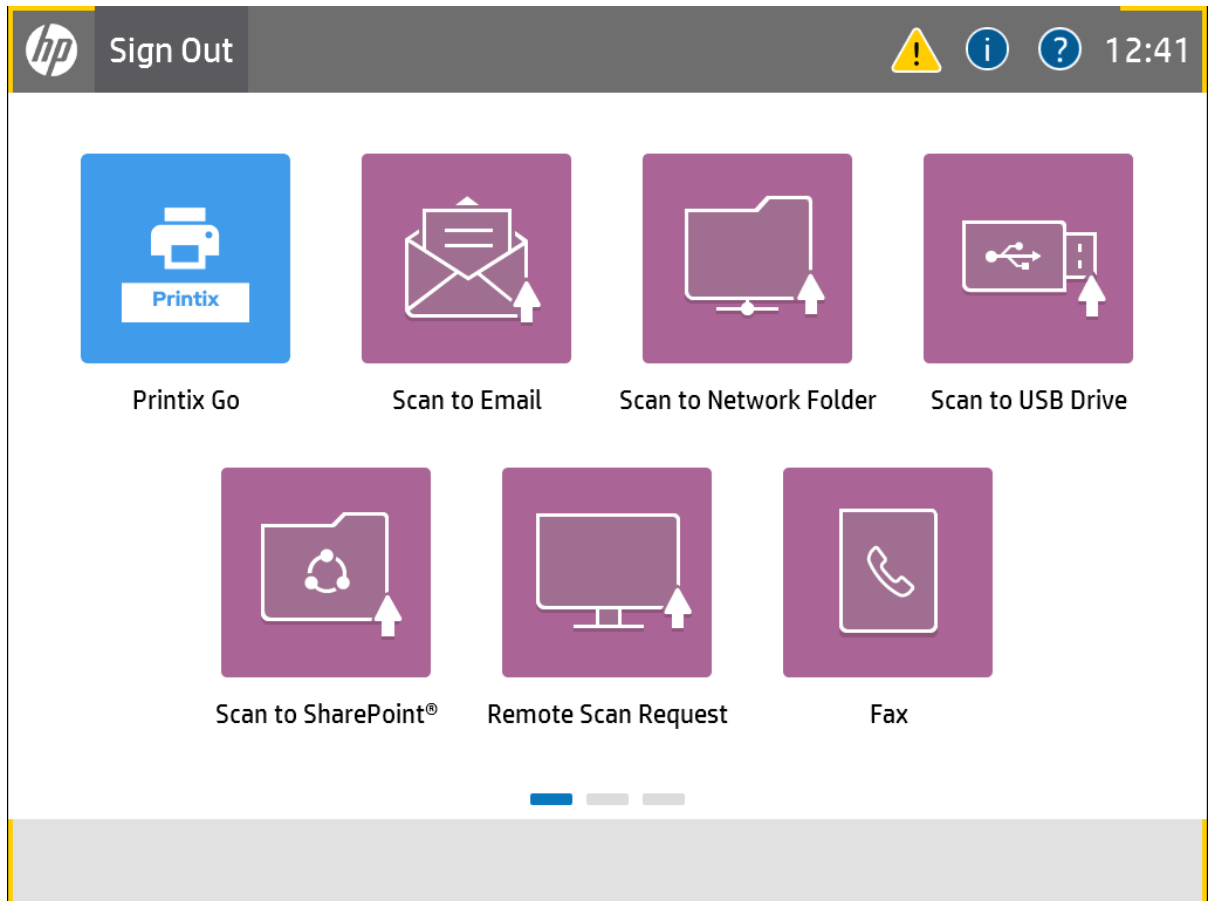 hp Sign Out ! i ? 12:41
Printix
Printix Go Scan to Email Scan to Network Folder Scan to USB Drive
Scan to SharePoint® Remote Scan Request Fax